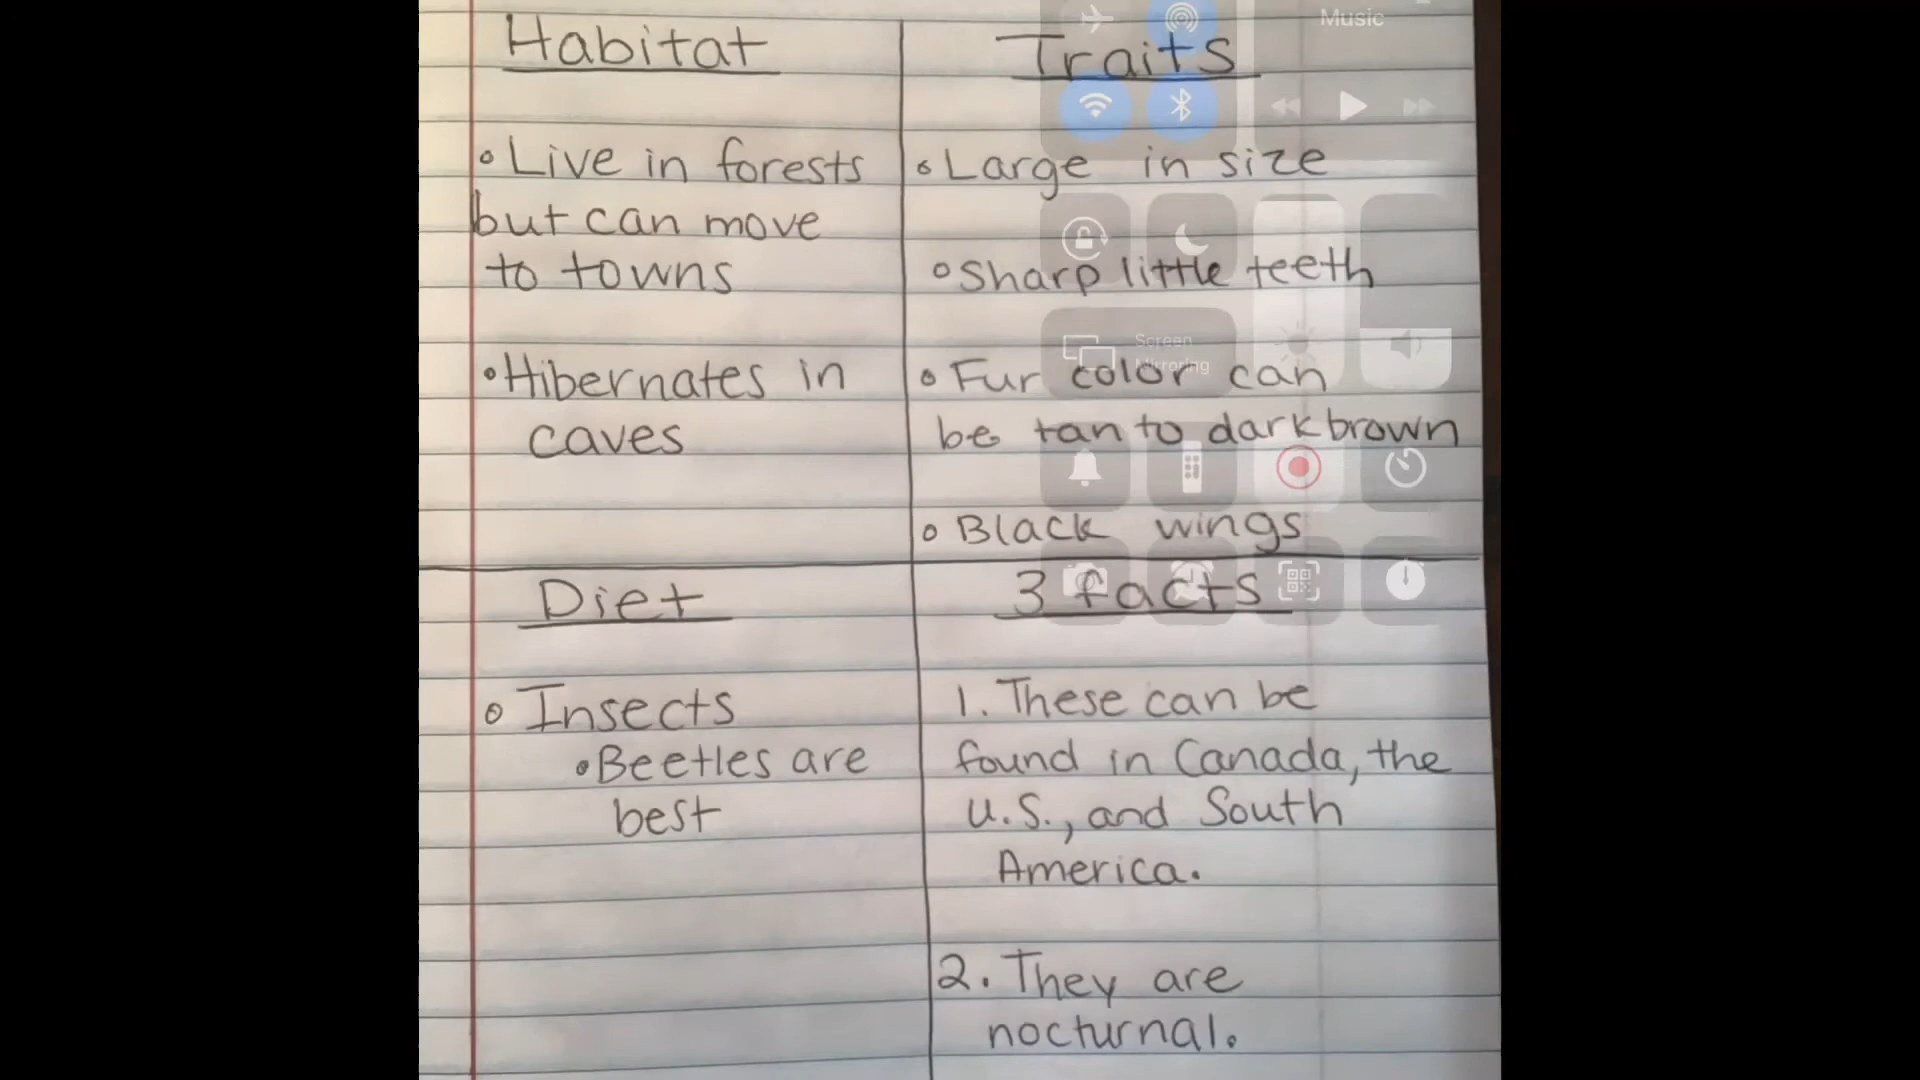 Habitat
• Live in forests
but can move
to towns
• Hibernates in
caves
Traits
• Large in size
• Sharp little teeth
• Fur color can
be tan to dark brown
• Black wings
Diet
• Insects
• Beetles are
best
3 facts
1. These can be
found in Canada, the
U.S., and South
America.
2. They are
nocturnal.
Music
Screen
Mirroring